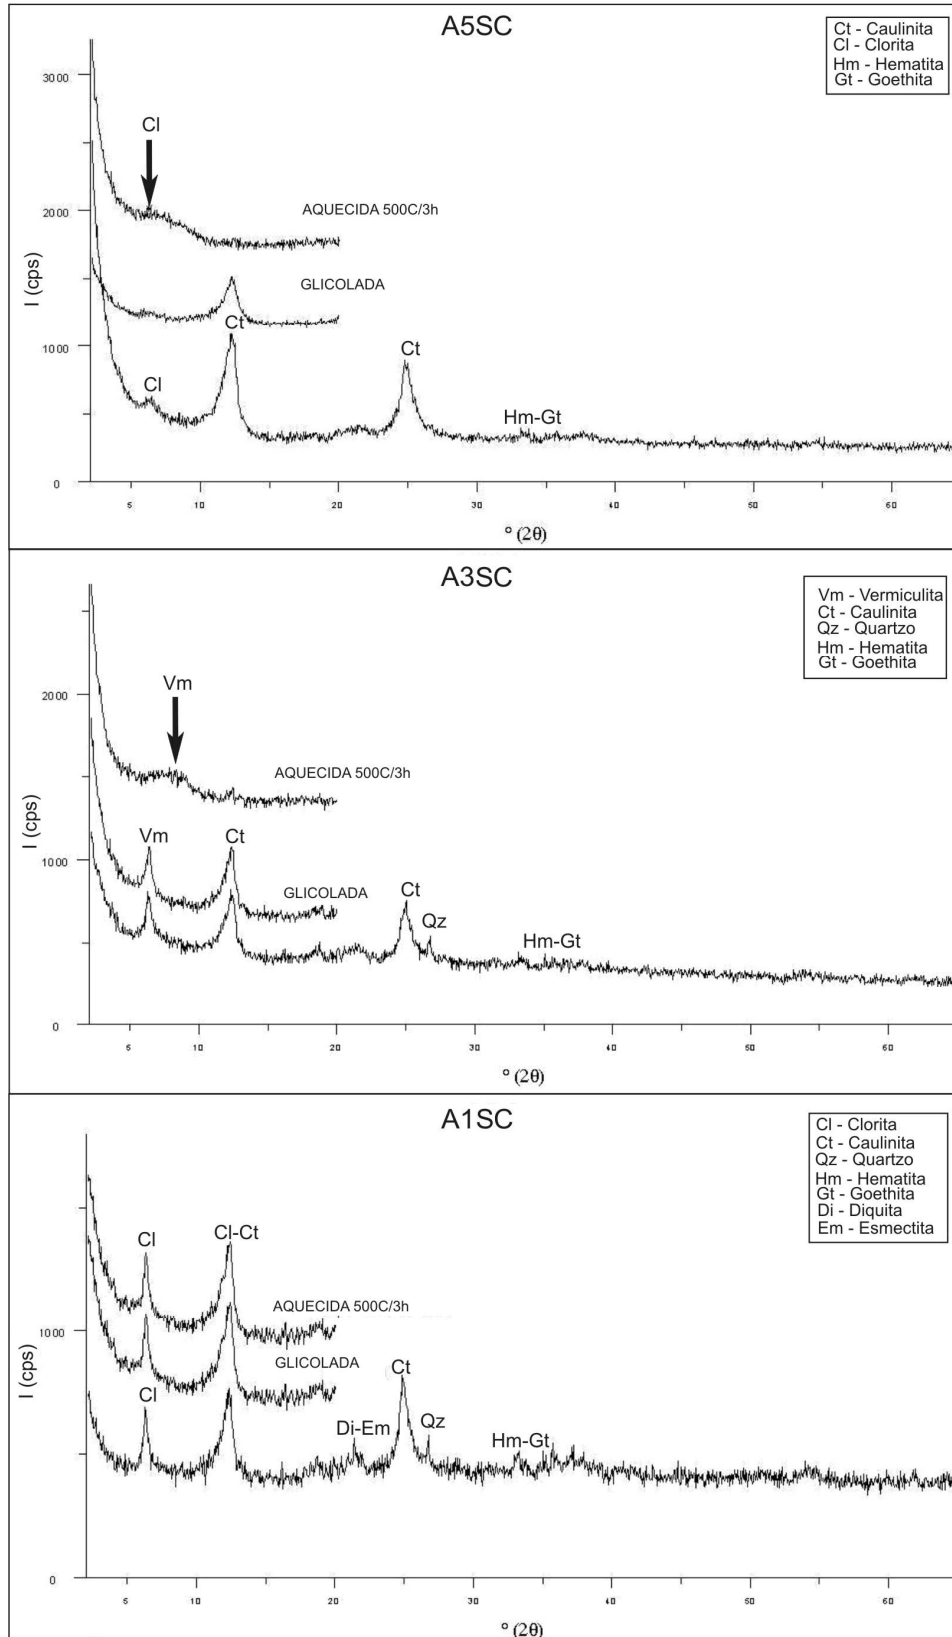 A5SC
Ct - Caulinita
Cl - Clorita
Hm - Hematita
Gt - Goethita
3000
2000
1000
0
I (cps)
Cl
AQUECIDA 500C/3h
GLICOLADA
Ct
Cl
Ct
Hm-Gt
5 10 20 30 40 50 60
° (2θ)
A3SC
Vm - Vermiculita
Ct - Caulinita
Qz - Quartzo
Hm - Hematita
Gt - Goethita
2000
1000
0
I (cps)
Vm
AQUECIDA 500C/3h
Vm
Ct
GLICOLADA
Ct
Qz
Hm-Gt
5 10 20 30 40 50 60
° (2θ)
A1SC
Cl - Clorita
Ct - Caulinita
Qz - Quartzo
Hm - Hematita
Gt - Goethita
Di - Diquita
Em - Esmectita
1000
0
I (cps)
Cl
Cl-Ct
AQUECIDA 500C/3h
GLICOLADA
Cl
Ct
Di-Em
Qz
Hm-Gt
5 10 20 30 40 50 60
° (2θ)